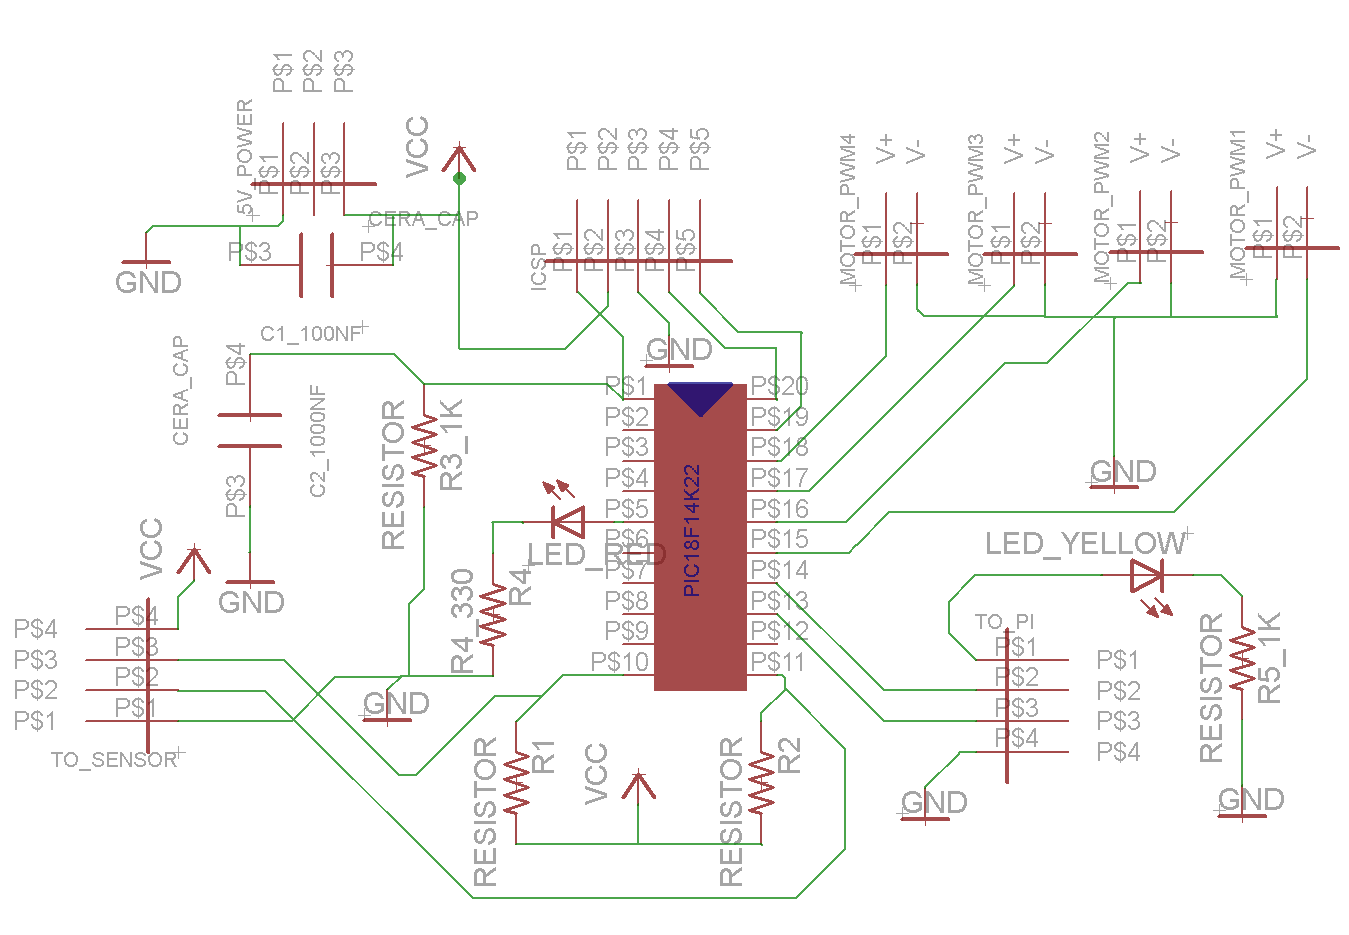 P$1
P$2
P$3
5V_POWER
P$1
P$2
P$3
VCC
CERA_CAP
P$3
P$4
GND
C1_100NF
P$1
P$2
P$3
P$4
P$5
ICSP
P$1
P$2
P$3
P$4
P$5
GND
MOTOR_PWM4
V+
V-
P$1
P$2
MOTOR_PWM3
V+
V-
P$1
P$2
MOTOR_PWM2
V+
V-
P$1
P$2
MOTOR_PWM1
V+
V-
P$1
P$2
GND
CERA_CAP
P$4
P$3
C2_1000NF
GND
RESISTOR
R3_1K
P$1
P$2
P$3
P$4
P$5
P$6
P$7
P$8
P$9
P$10
PIC18F14K22
P$20
P$19
P$18
P$17
P$16
P$15
P$14
P$13
P$12
P$11
LED_RED
R4_330
R4
GND
VCC
P$4
P$3
P$2
P$1
P$4
P$3
P$2
P$1
TO_SENSOR
RESISTOR
R1
VCC
RESISTOR
R2
LED_YELLOW
TO_PI
P$1
P$2
P$3
P$4
P$1
P$2
P$3
P$4
GND
RESISTOR
R5_1K
GND